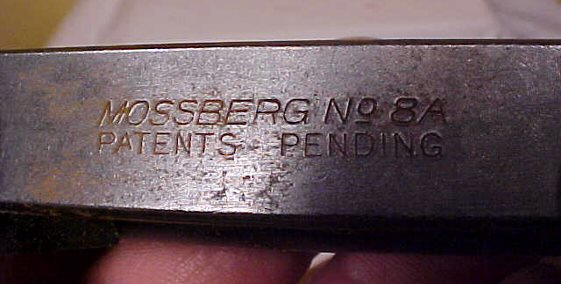 MOSSBERG Nº 8A
PATENTS PENDING